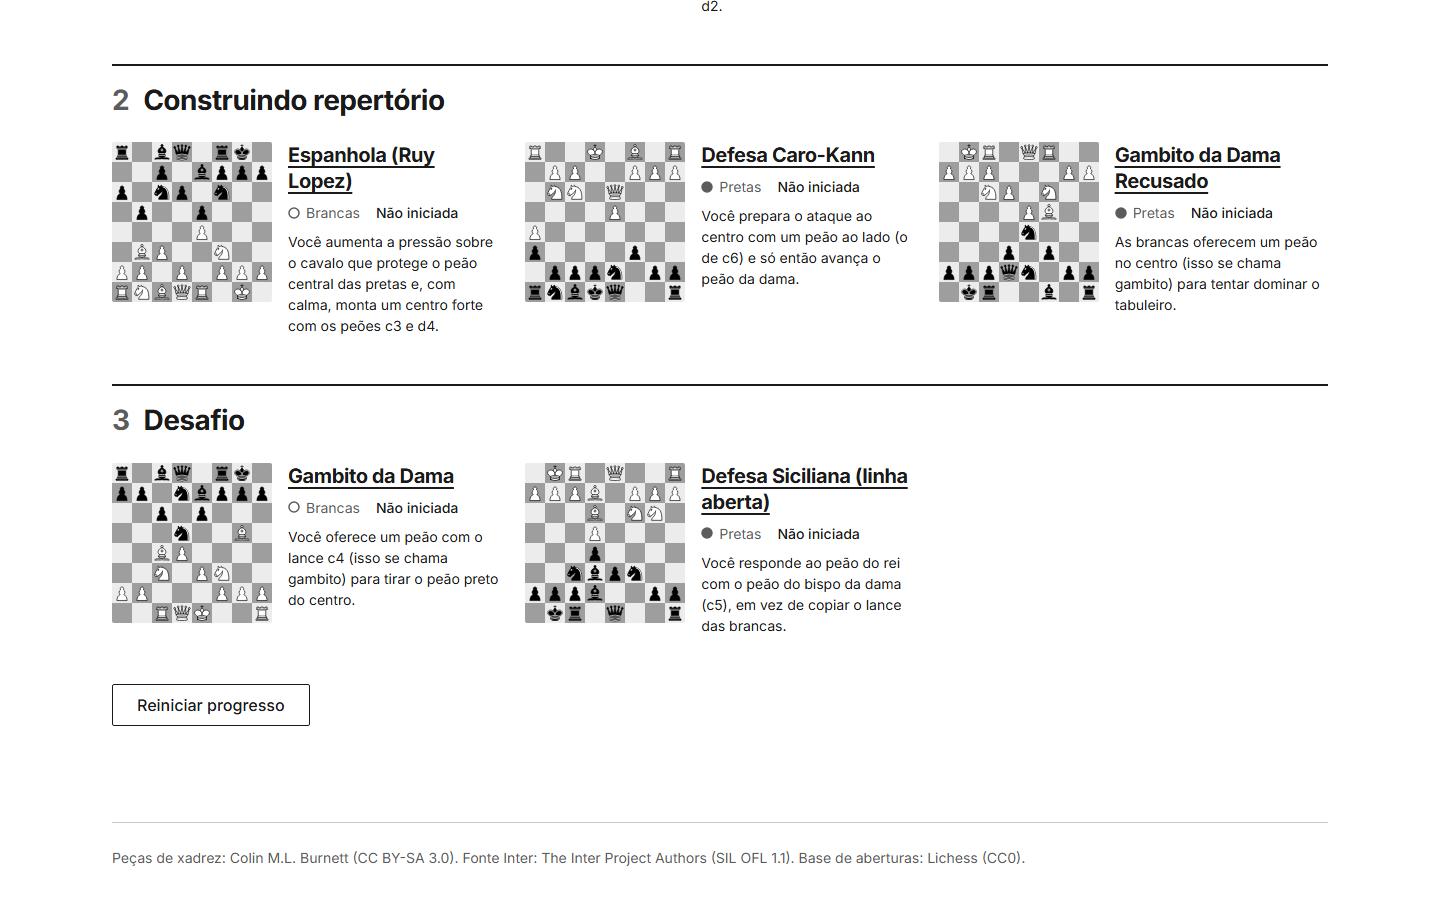 d2.
2 Construindo repertório
Espanhola (Ruy
Lopez)
Brancas Não iniciada
Você aumenta a pressão sobre
o cavalo que protege o peão
central das pretas e, com
calma, monta um centro forte
com os peões c3 e d4.
Defesa Caro-Kann
Pretas Não iniciada
Você prepara o ataque ao
centro com um peão ao lado (o
de c6) e só então avança o
peão da dama.
Gambito da Dama
Recusado
Pretas Não iniciada
As brancas oferecem um peão
no centro (isso se chama
gambito) para tentar dominar o
tabuleiro.
3 Desafio
Gambito da Dama
Brancas Não iniciada
Você oferece um peão com o
lance c4 (isso se chama
gambito) para tirar o peão preto
do centro.
Defesa Siciliana (linha
aberta)
Pretas Não iniciada
Você responde ao peão do rei
com o peão do bispo da dama
(c5), em vez de copiar o lance
das brancas.
Reiniciar progresso
Peças de xadrez: Colin M.L. Burnett (CC BY-SA 3.0). Fonte Inter: The Inter Project Authors (SIL OFL 1.1). Base de aberturas: Lichess (CC0).